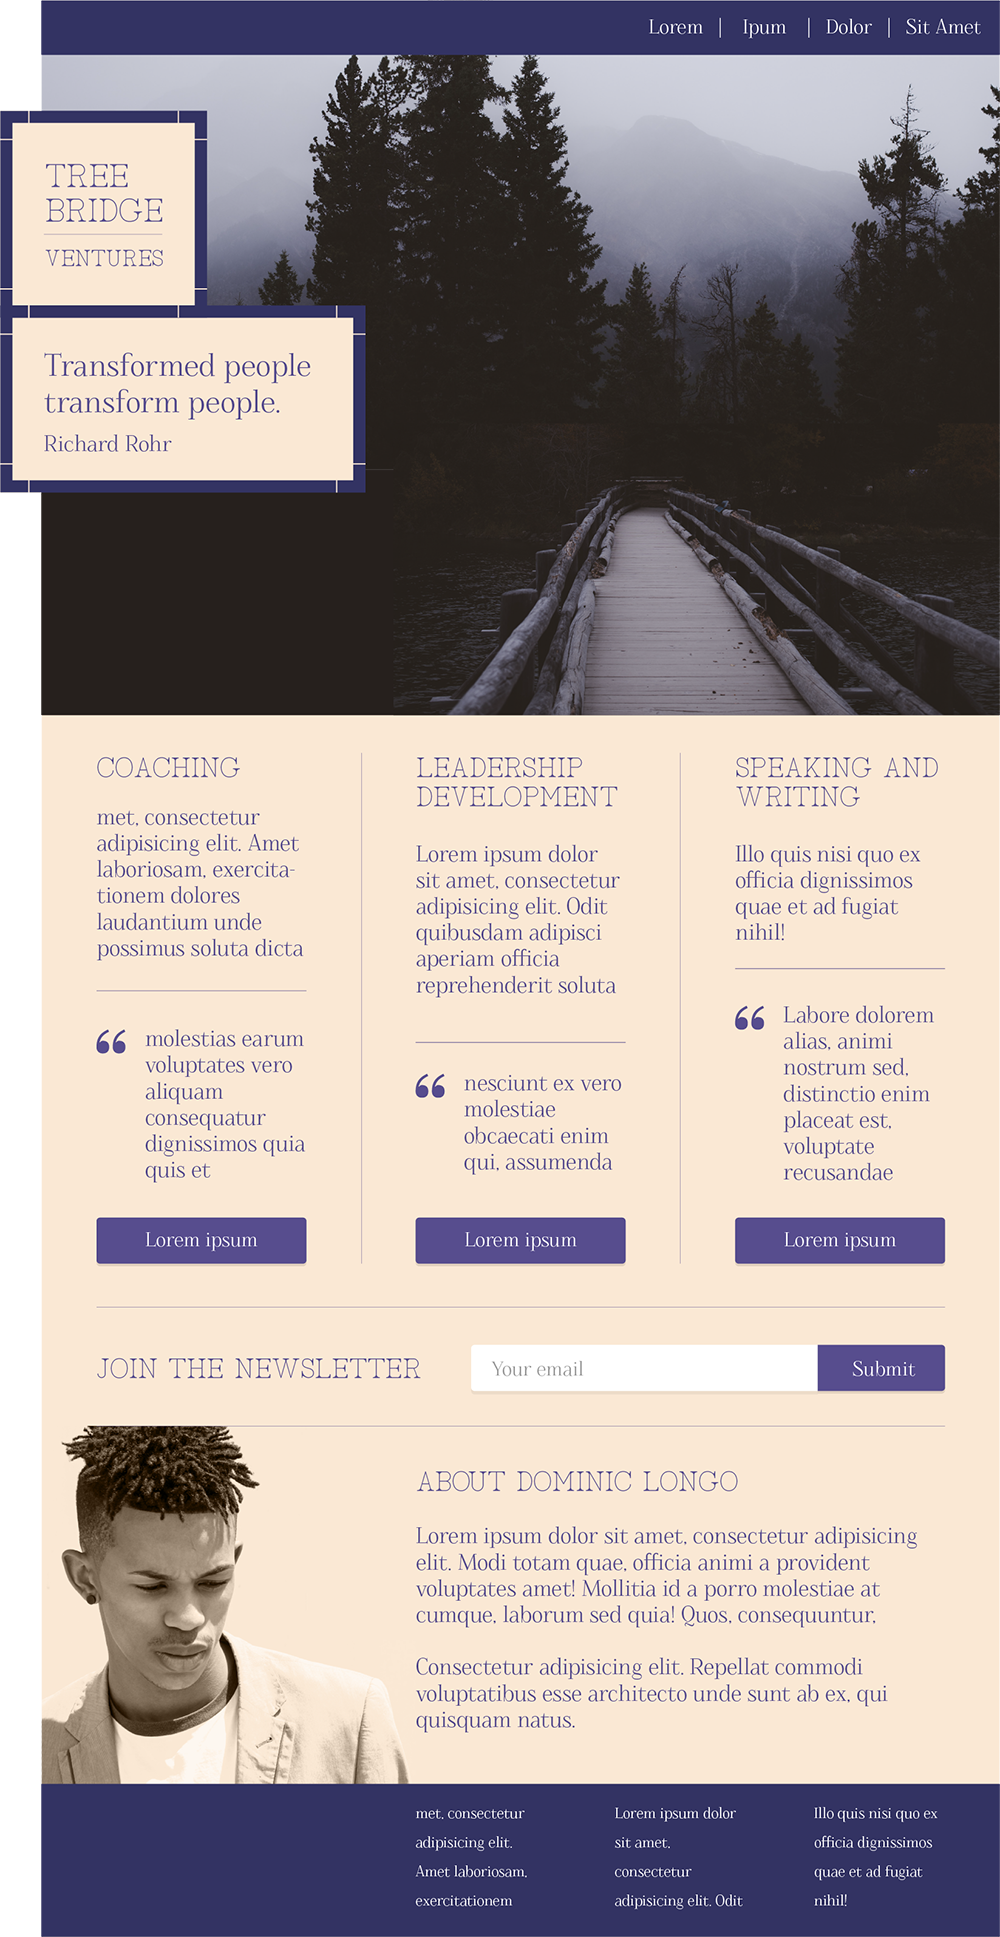 Lorem | Ipum | Dolor | Sit Amet
TREE
BRIDGE
VENTURES
Transformed people
transform people.
Richard Rohr
COACHING
met, consectetur
adipisicing elit. Amet
laboriosam, exercita-
tionem dolores
laudantium unde
possimus soluta dicta
“ molestias earum
voluptates vero
aliquam
consequatur
dignissimos quia
quis et
Lorem ipsum
LEADERSHIP
DEVELOPMENT
Lorem ipsum dolor
sit amet, consectetur
adipisicing elit. Odit
quibusdam adipisci
aperiam officia
reprehenderit soluta
“ nesciunt ex vero
molestiae
obcaecati enim
qui, assumenda
Lorem ipsum
SPEAKING AND
WRITING
Illo quis nisi quo ex
officia dignissimos
quae et ad fugiat
nihil!
“ Labore dolorem
alias, animi
nostrum sed,
distinctio enim
placeat est,
voluptate
recusandae
Lorem ipsum
JOIN THE NEWSLETTER
Your email
Submit
ABOUT DOMINIC LONGO
Lorem ipsum dolor sit amet, consectetur adipisicing
elit. Modi totam quae, officia animi a provident
voluptates amet! Mollitia id a porro molestiae at
cumque, laborum sed quia! Quos, consequuntur,
Consectetur adipisicing elit. Repellat commodi
voluptatibus esse architecto unde sunt ab ex, qui
quisquam natus.
met, consectetur
adipisicing elit.
Amet laboriosam,
exercitationem
Lorem ipsum dolor
sit amet,
consectetur
adipisicing elit. Odit
Illo quis nisi quo ex
officia dignissimos
quae et ad fugiat
nihil!